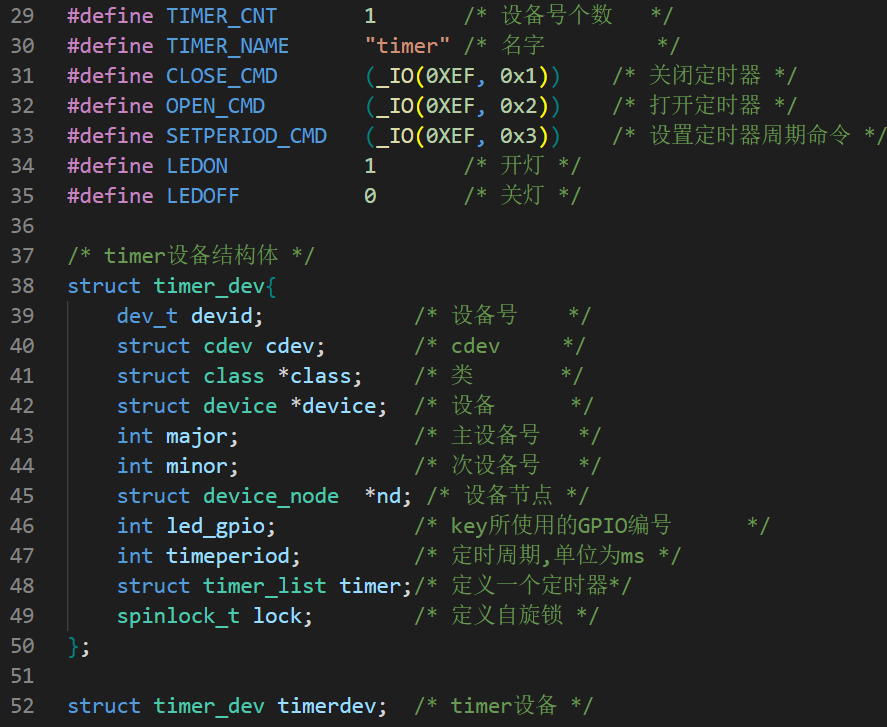 29 #define TIMER_CNT 1 /* 设备号个数 */
30 #define TIMER_NAME "timer" /* 名字 */
31 #define CLOSE_CMD (_IO(0XEF, 0x1)) /* 关闭定时器 */
32 #define OPEN_CMD (_IO(0XEF, 0x2)) /* 打开定时器 */
33 #define SETPERIOD_CMD (_IO(0XEF, 0x3)) /* 设置定时器周期命令 */
34 #define LEDON 1 /* 开灯 */
35 #define LEDOFF 0 /* 关灯 */
36
37 /* timer设备结构体 */
38 struct timer_dev{
39 dev_t devid; /* 设备号 */
40 struct cdev cdev; /* cdev */
41 struct class *class; /* 类 */
42 struct device *device; /* 设备 */
43 int major; /* 主设备号 */
44 int minor; /* 次设备号 */
45 struct device_node *nd; /* 设备节点 */
46 int led_gpio; /* key所使用的GPIO编号 */
47 int timeperiod; /* 定时周期,单位为ms */
48 struct timer_list timer;/* 定义一个定时器*/
49 spinlock_t lock; /* 定义自旋锁 */
50 };
51
52 struct timer_dev timerdev; /* timer设备 */